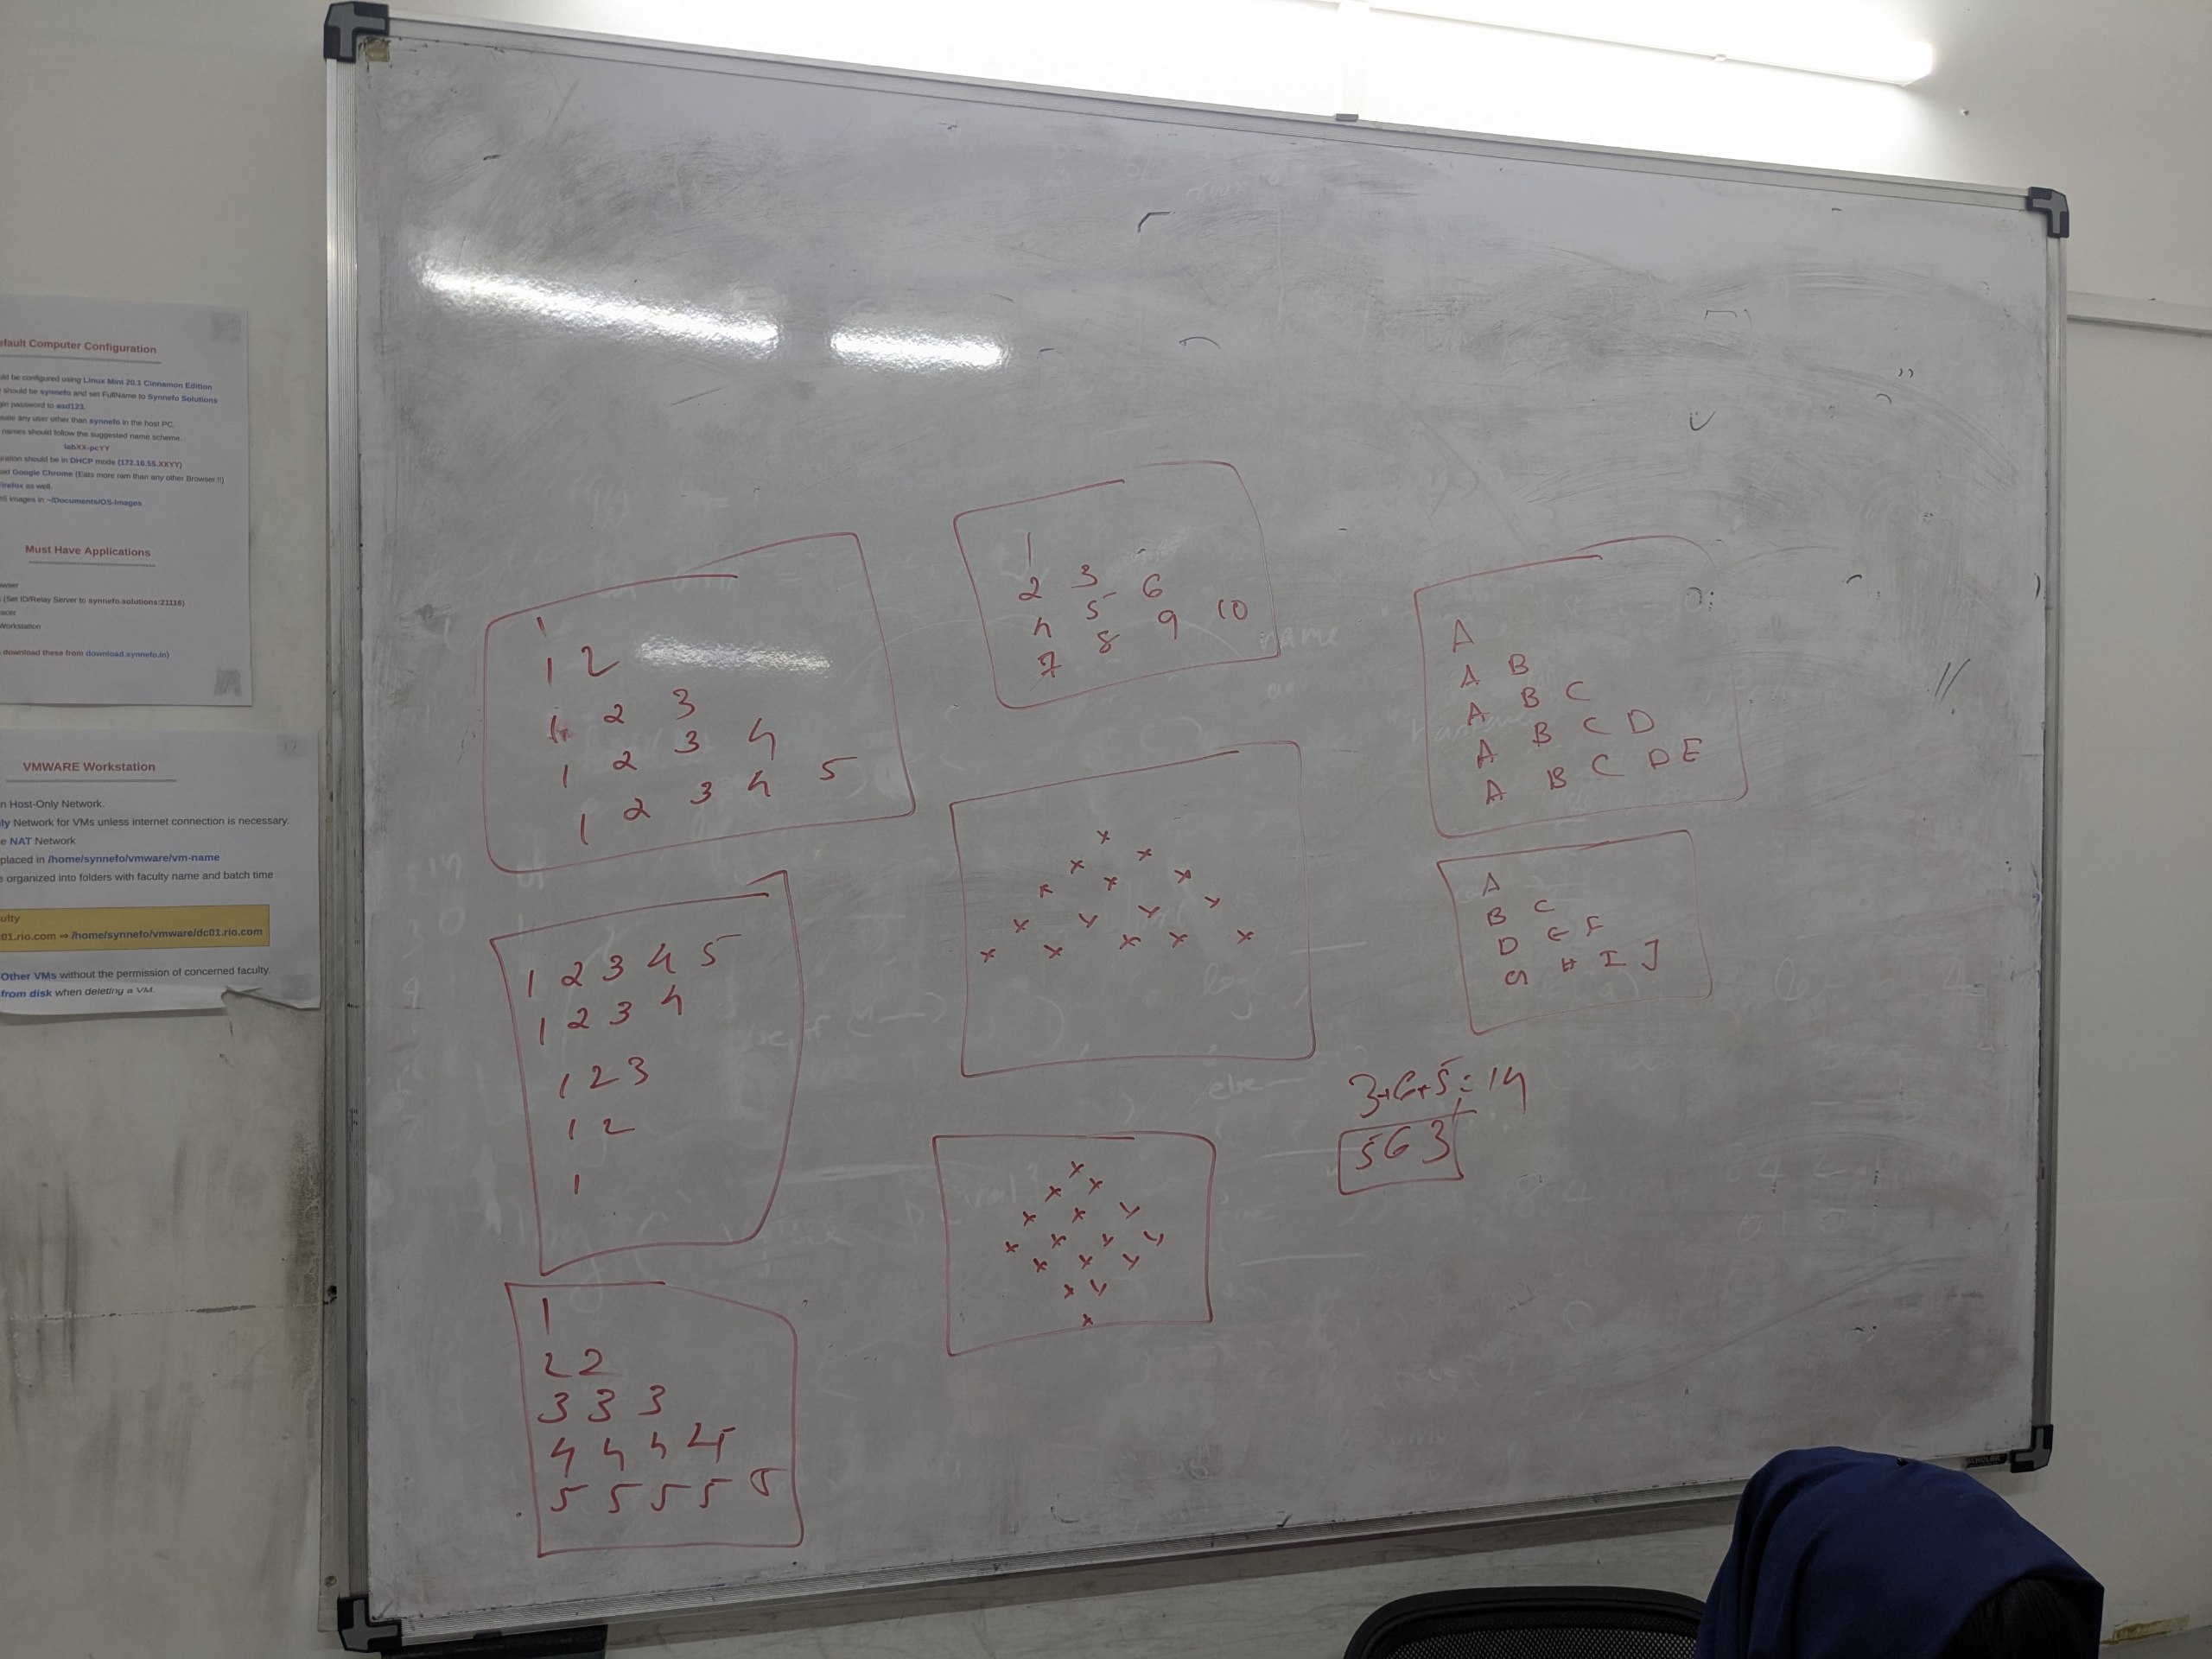 efault Computer Configuration
uld be configured using Linux Mint 20.1 Cinnamon Edition
should be synnefo and set FullName to Synnefo Solutions
gin password to asd123.
eate any user other than synnefo in the host PC.
names should follow the suggested name scheme.
labXX-pcYY
uration should be in DHCP mode (172.16.55.XXYY)
oid Google Chrome (Eats more ram than any other Browser.!!)
Firefox as well.
OS images in ~/Documents/OS-Images
Must Have Applications
owser
(Set ID/Relay Server to synnefo.solutions:21116)
acer
Workstation
download these from download.synnefo.in)
VMWARE Workstation
n Host-Only Network.
ly Network for VMs unless internet connection is necessary.
e NAT Network
placed in /home/synnefo/vmware/vm-name
e organized into folders with faculty name and batch time
ulty
01.rio.com → /home/synnefo/vmware/dc01.rio.com
Other VMs without the permission of concerned faculty.
from disk when deleting a VM.
1
1 2
1 2 3
1 2 3 4
1 2 3 4 5
1 2 3 4 5
1 2 3 4
1 2 3
1 2
1
1
2 2
3 3 3
4 4 4 4
5 5 5 5 5
1
2 3
4 5 6
7 8 9 10
x
x x
x x x
x x x x
x x x x x
x
x x
x x x
x x x x
x x x
x x
x
A
A B
A B C
A B C D
A B C D E
A
B C
D E F
G H I J
3+6+5=14
563
name